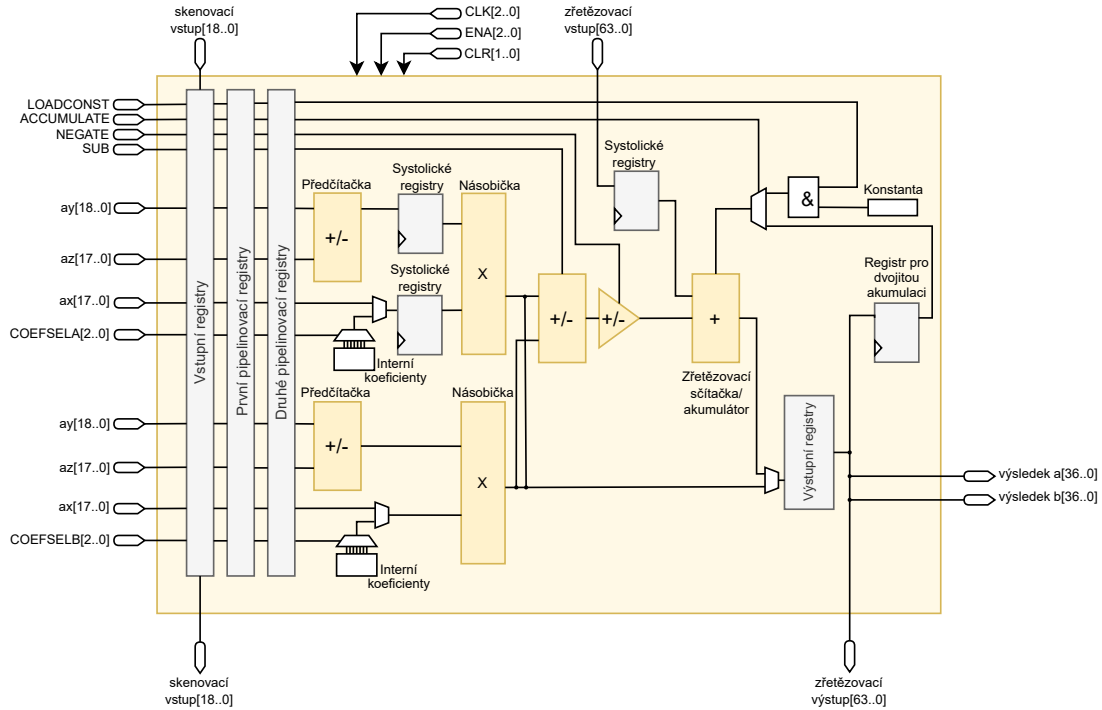 skenovací
vstup[18..0]
CLK[2..0]
ENA[2..0]
CLR[1..0]
zřetězovací
vstup[63..0]
LOADCONST
ACCUMULATE
NEGATE
SUB
ay[18..0]
az[17..0]
ax[17..0]
COEFSELA[2..0]
ay[18..0]
az[17..0]
ax[17..0]
COEFSELB[2..0]
Vstupní registry
První pipelinovací registry
Druhé pipelinovací registry
Předčítačka
+/-
Systolické
registry
Násobička
X
Systolické
registry
Interní
koeficienty
Předčítačka
+/-
Násobička
X
Interní
koeficienty
+/-
+/-
Systolické
registry
+
Zřetězovací
sčítačka/
akumulátor
&
Konstanta
Registr pro
dvojitou
akumulaci
Výstupní registry
výsledek a[36..0]
výsledek b[36..0]
skenovací
vstup[18..0]
zřetězovací
výstup[63..0]